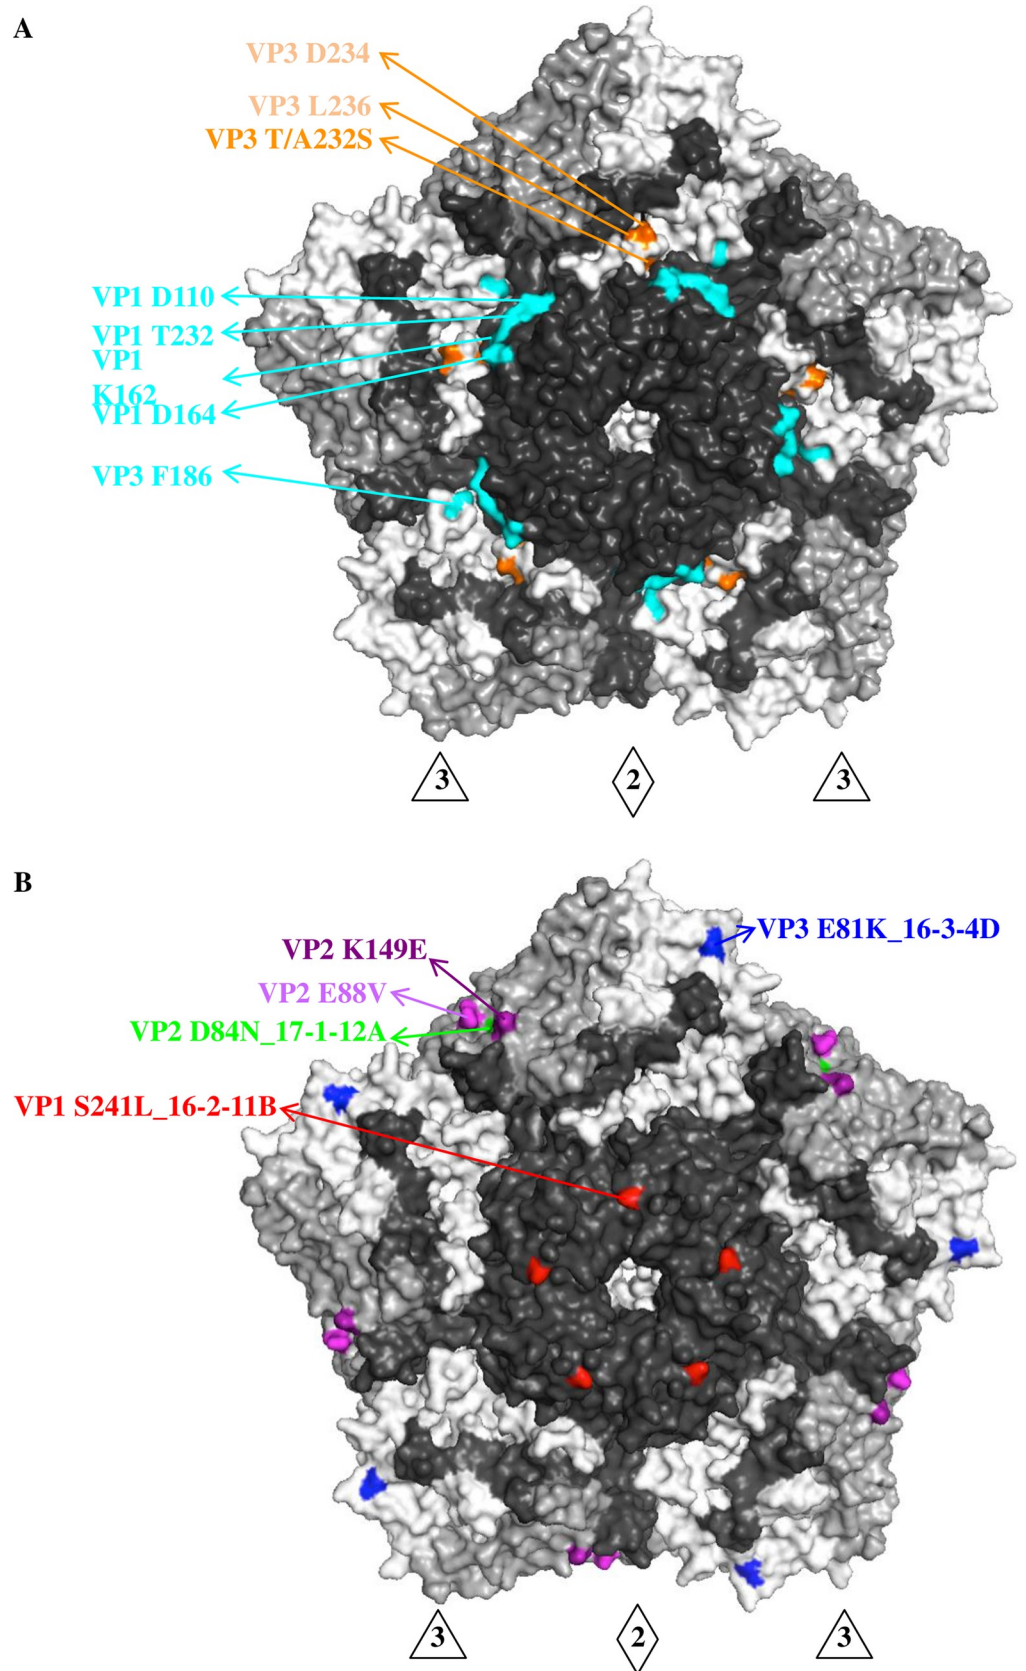 A
VP3 D234
VP3 L236
VP3 T/A232S
VP1 D110
VP1 T232
VP1
K162
VP1 D164
VP3 F186
3
2
3
B
VP3 E81K_16-3-4D
VP2 K149E
VP2 E88V
VP2 D84N_17-1-12A
VP1 S241L_16-2-11B
3
2
3